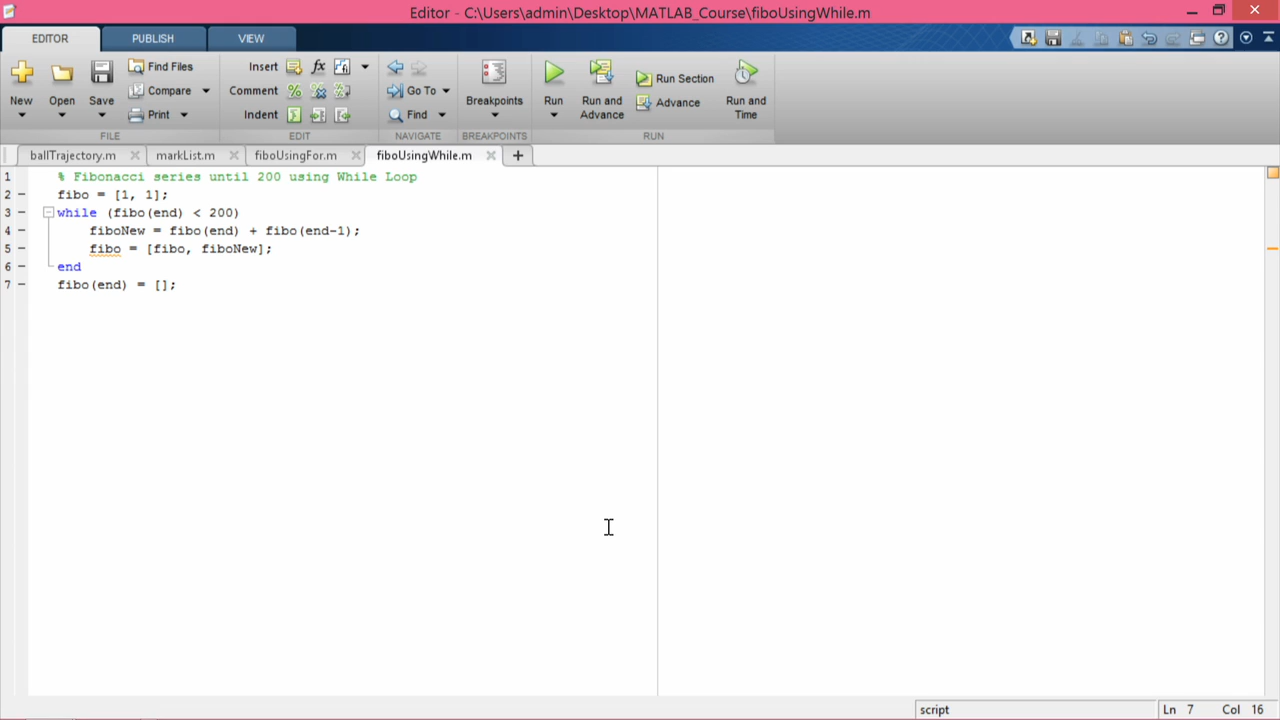 Editor - C:\Users\admin\Desktop\MATLAB_Course\fiboUsingWhile.m
EDITOR PUBLISH VIEW
New Open Save Find Files Compare Print
FILE
Insert fx
Comment % %
Indent
EDIT
Go To
Find
NAVIGATE
Breakpoints
BREAKPOINTS
Run Run and Advance Run Section Advance Run and Time
RUN
ballTrajectory.m markList.m fiboUsingFor.m fiboUsingWhile.m
1 % Fibonacci series until 200 using While Loop
2 – fibo = [1, 1];
3 – while (fibo(end) < 200)
4 – fiboNew = fibo(end) + fibo(end-1);
5 – fibo = [fibo, fiboNew];
6 – end
7 – fibo(end) = [];
script Ln 7 Col 16